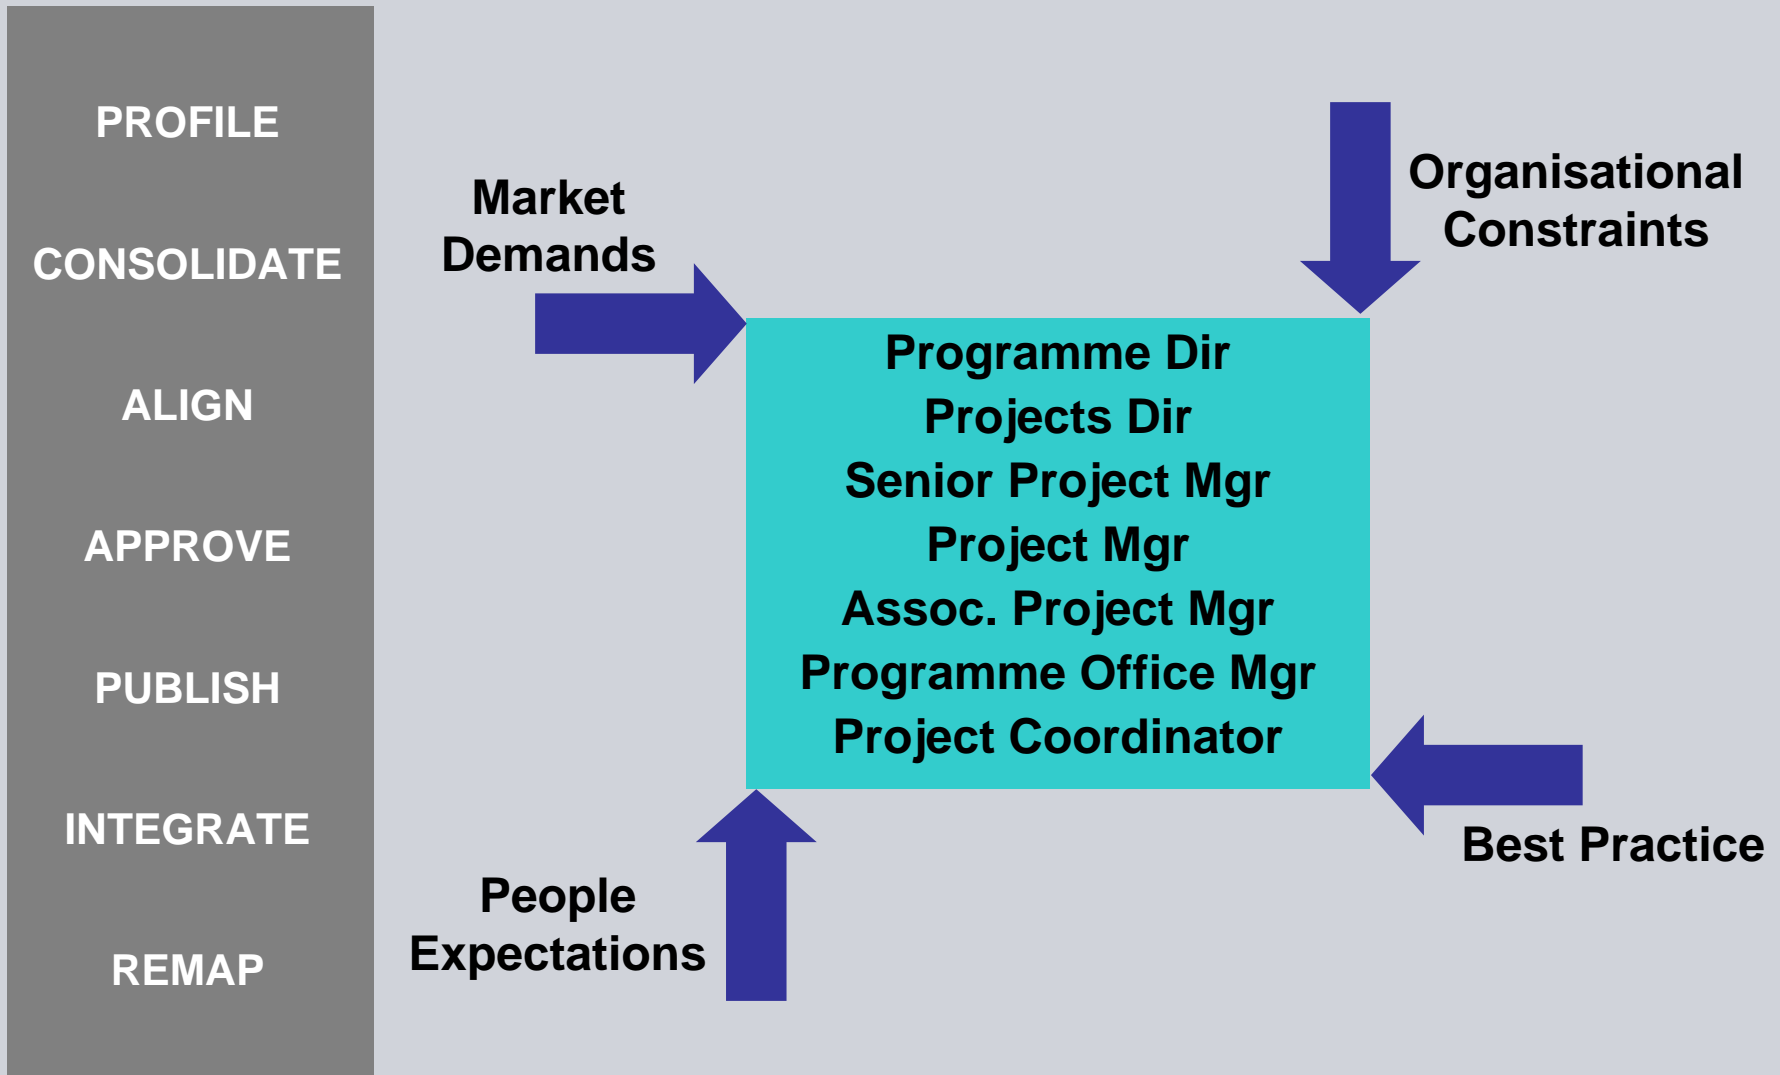 PROFILE
CONSOLIDATE
ALIGN
APPROVE
PUBLISH
INTEGRATE
REMAP
Market
Demands
Organisational
Constraints
Programme Dir
Projects Dir
Senior Project Mgr
Project Mgr
Assoc. Project Mgr
Programme Office Mgr
Project Coordinator
People
Expectations
Best Practice